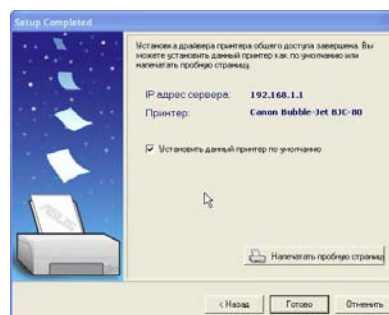 Setup Completed
Установка драйвера принтера общего доступа завершена. Вы
можете установить данный принтер как по умолчанию или
напечатать пробную страницу.
IP адрес сервера: 192.168.1.1
Принтер: Canon Bubble-Jet BJC-80
Установить данный принтер по умолчанию
ASUS
Напечатать пробную страниц
< Назад Готово Отменить